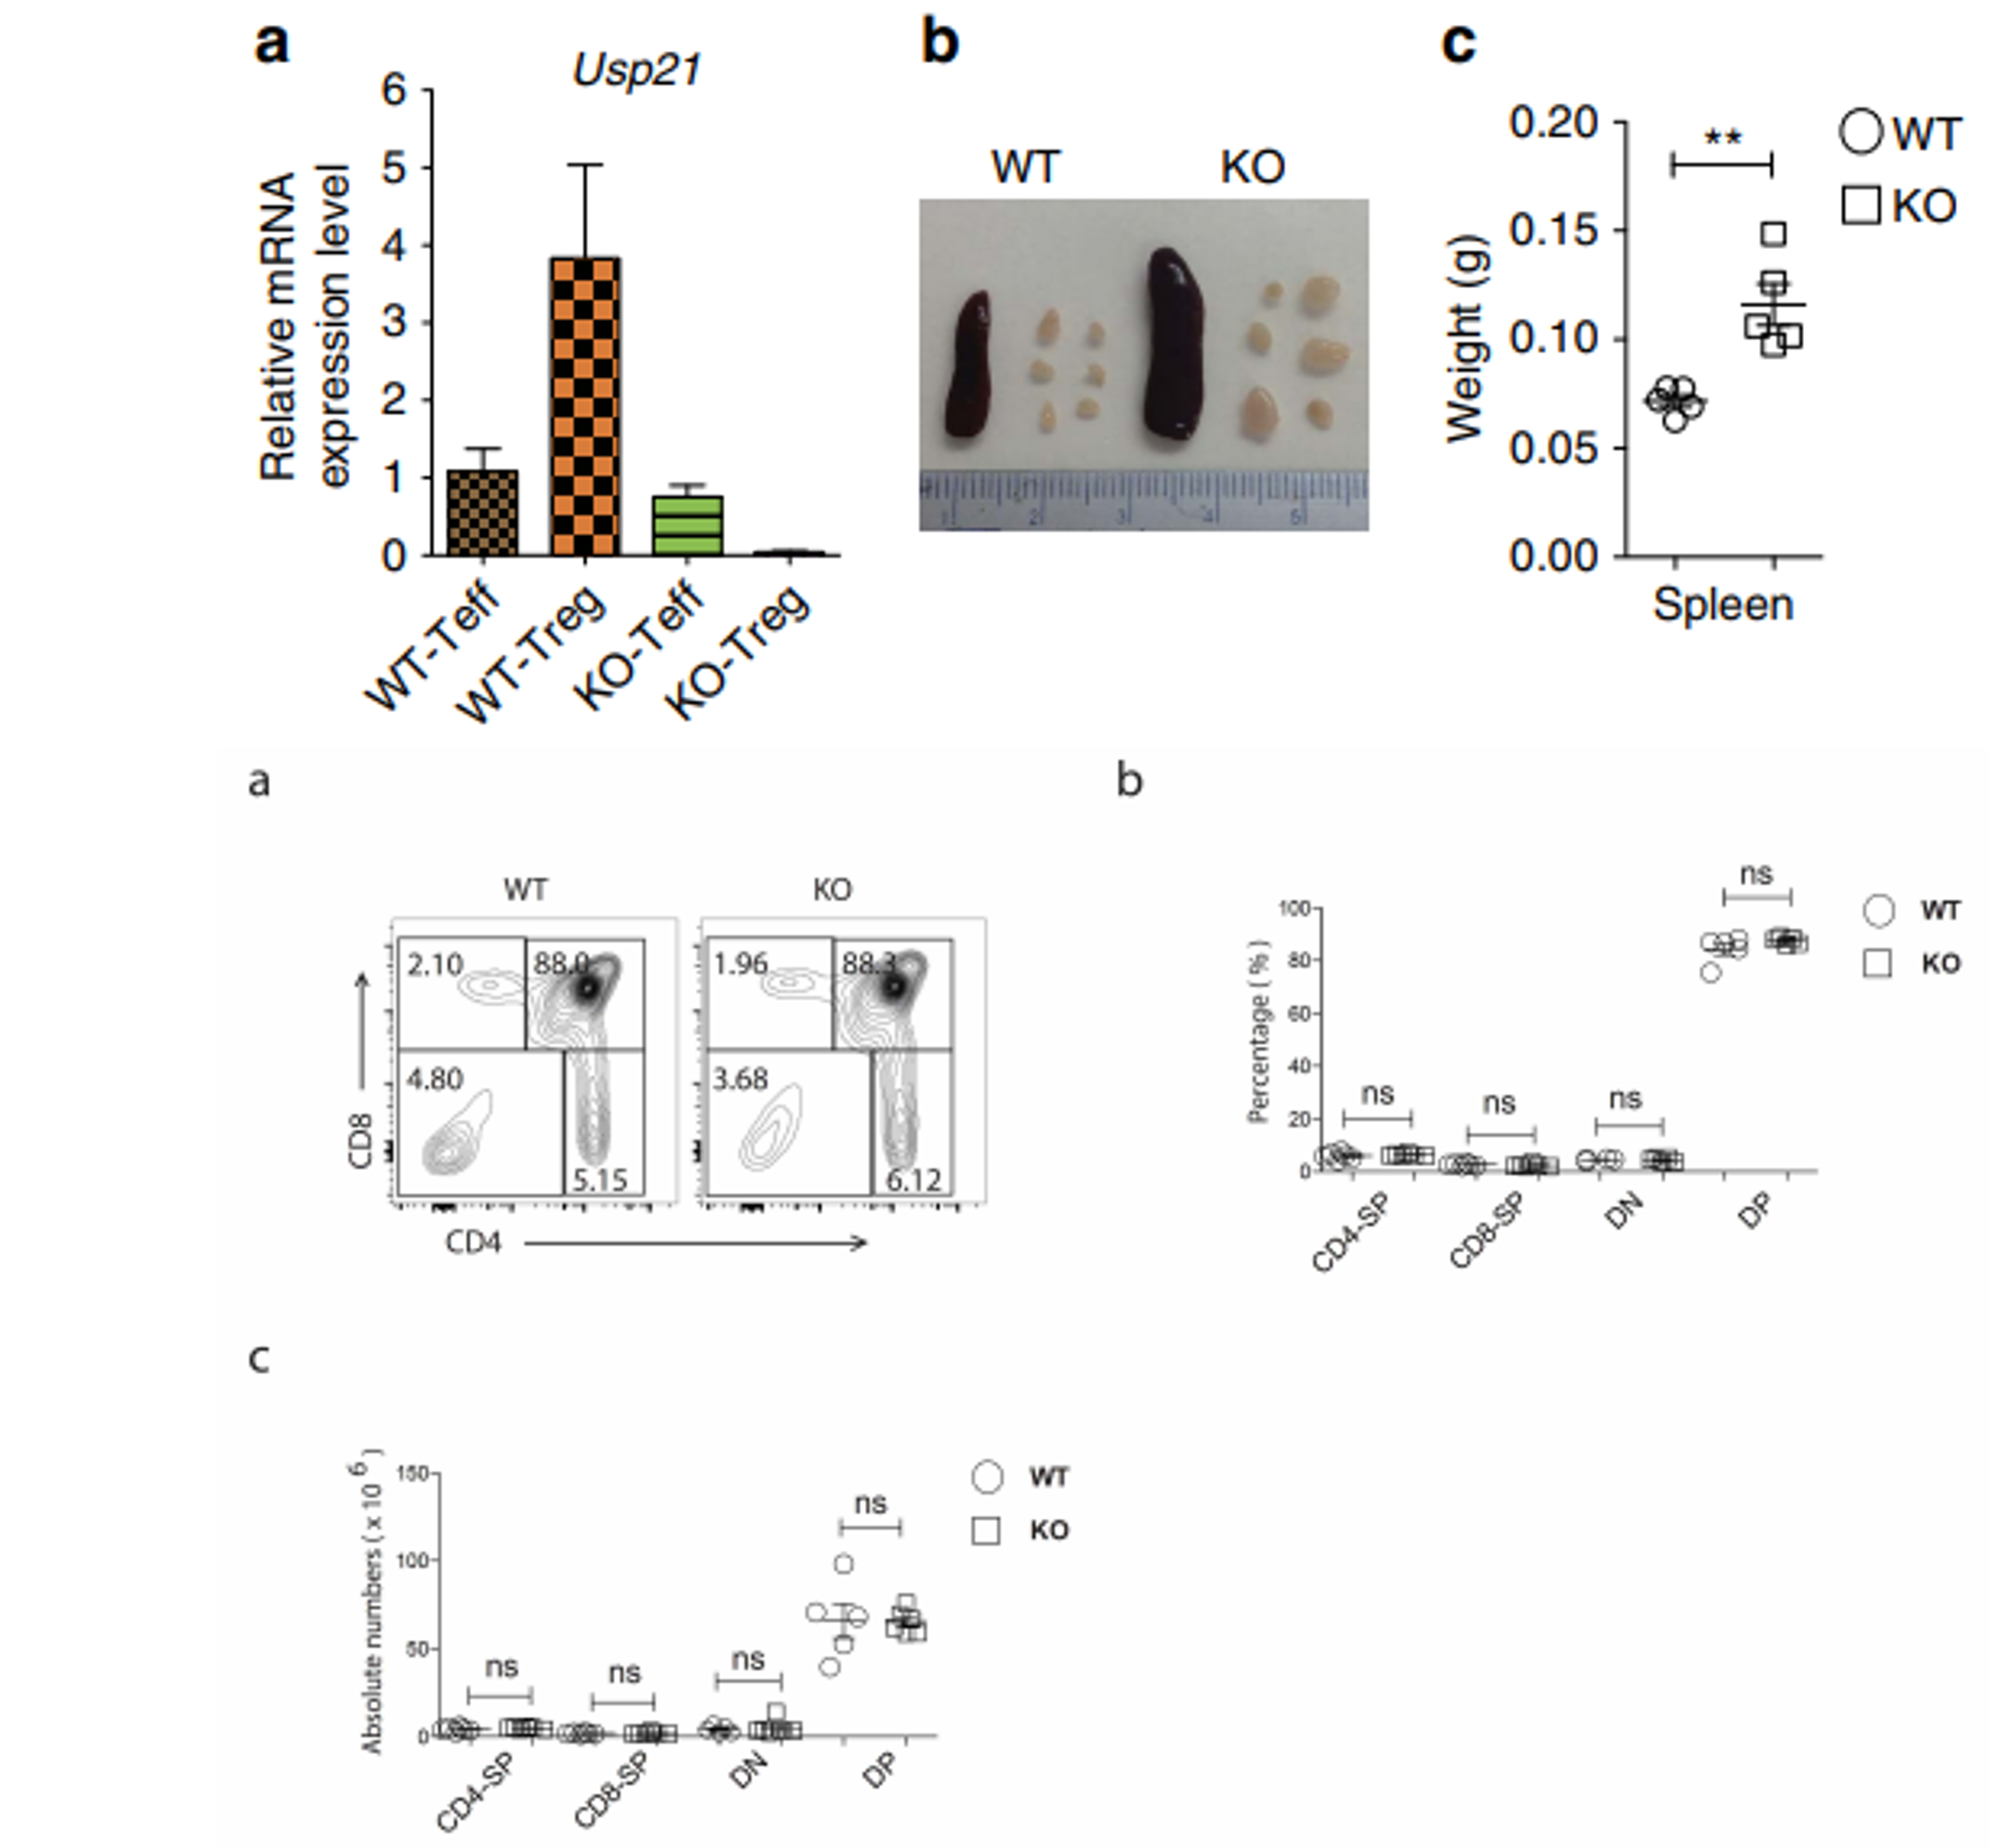 a
Usp21
Relative mRNA
expression level
6
5
4
3
2
1
0
WT-Teff
WT-Treg
KO-Teff
KO-Treg
b
WT KO
1 2 3 4 5
c
Weight (g)
0.20
0.15
0.10
0.05
0.00
**
WT
KO
Spleen
a
WT KO
2.10 88.0
4.80
5.15
1.96 88.3
3.68
6.12
CD8
CD4
b
Percentage (%)
100
80
60
40
20
0
ns
ns
ns
ns
CD4-SP
CD8-SP
DN
DP
WT
KO
c
Absolute numbers ( x 10 6 )
150
100
50
0
ns
ns
ns
ns
CD4-SP
CD8-SP
DN
DP
WT
KO